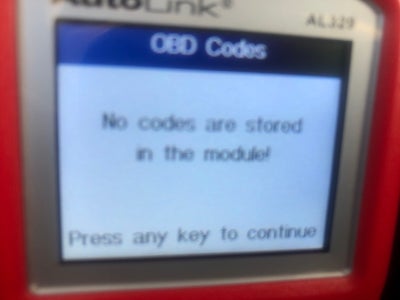 AutoLink®
AL329
OBD Codes
No codes are stored
in the module!
Press any key to continue